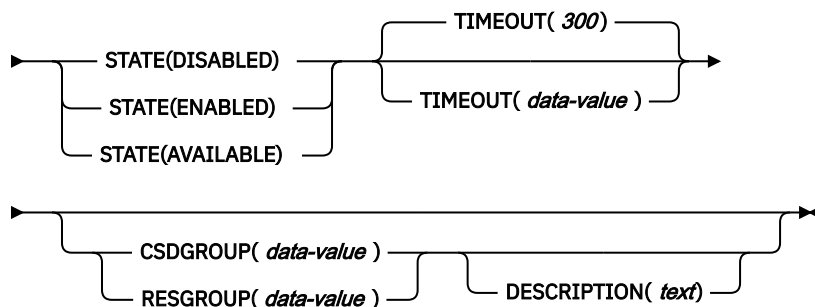 TIMEOUT( 300)
STATE(DISABLED)
STATE(ENABLED)
TIMEOUT( data-value )
STATE(AVAILABLE)
CSDGROUP( data-value )
RESGROUP( data-value )
DESCRIPTION( text)